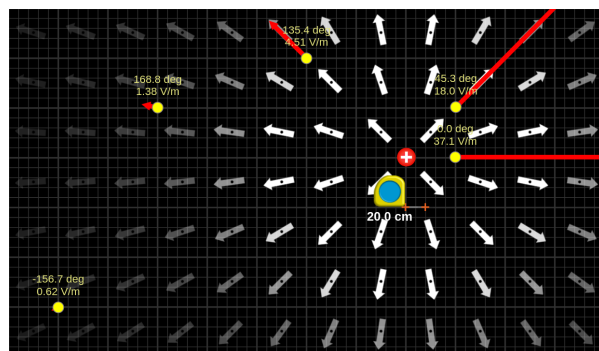 135.4 deg
4.51 V/m
168.8 deg
1.38 V/m
45.3 deg
18.0 V/m
0.0 deg
37.1 V/m
20.0 cm
-156.7 deg
0.62 V/m